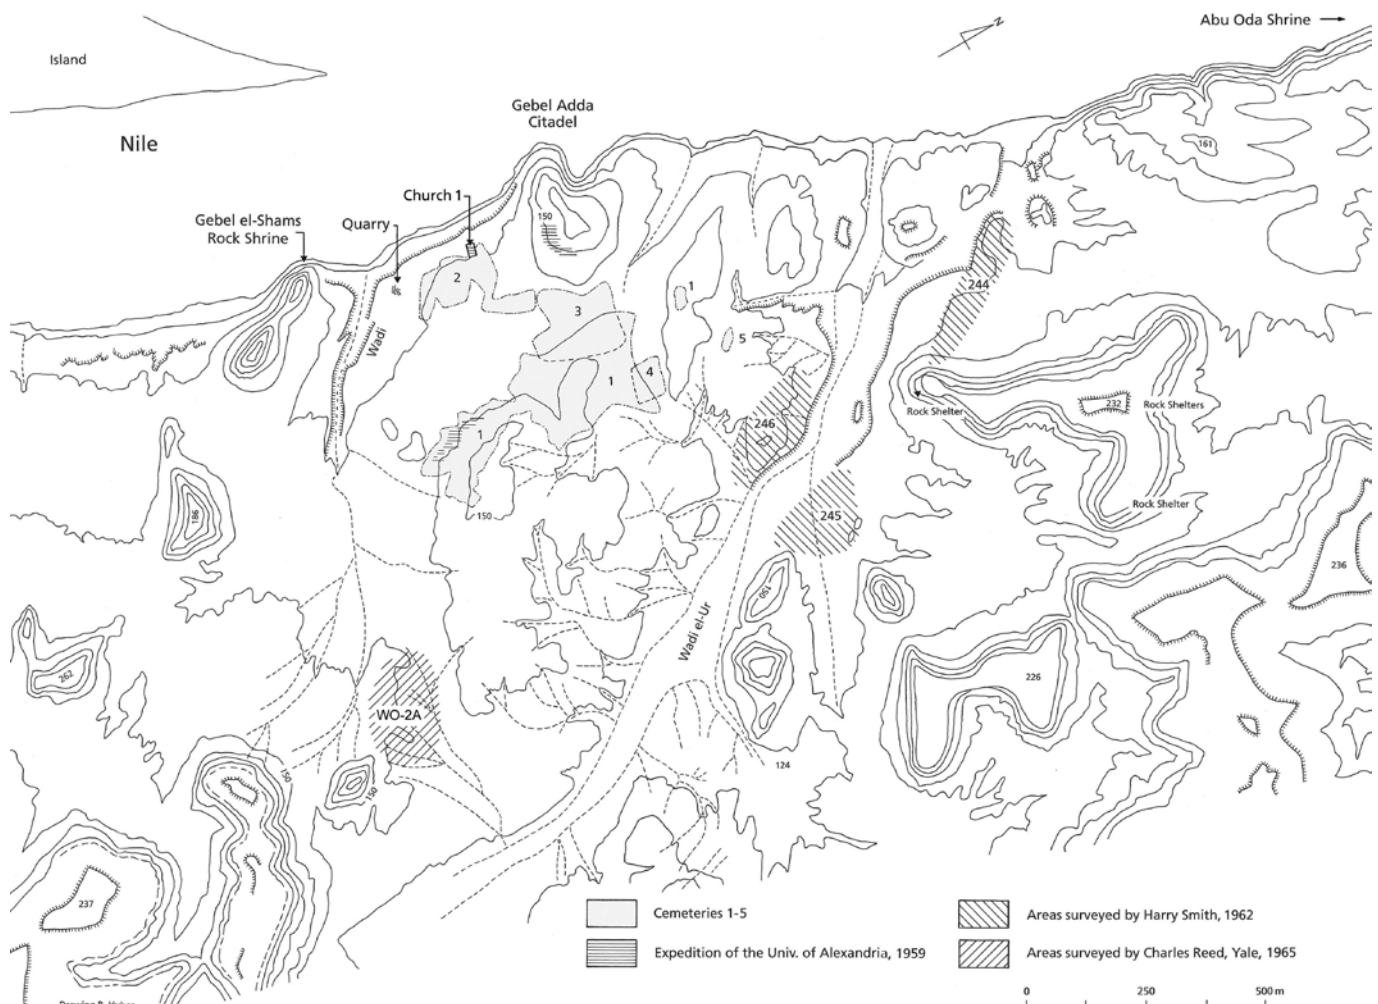 Abu Oda Shrine
N
Island
Nile
Gebel Adda
Citadel
161
Church 1
150
Gebel el-Shams
Rock Shrine
Quarry
2
244
1
3
5
Wadi
1
4
Rock Shelter
232
Rock Shelters
1
246
150
Rock Shelter
186
245
236
150
Wadi el-Ur
262
226
WO-2A
124
150
150
237
Cemeteries 1-5
Areas surveyed by Harry Smith, 1962
Expedition of the Univ. of Alexandria, 1959
Areas surveyed by Charles Reed, Yale, 1965
0 250 500 m